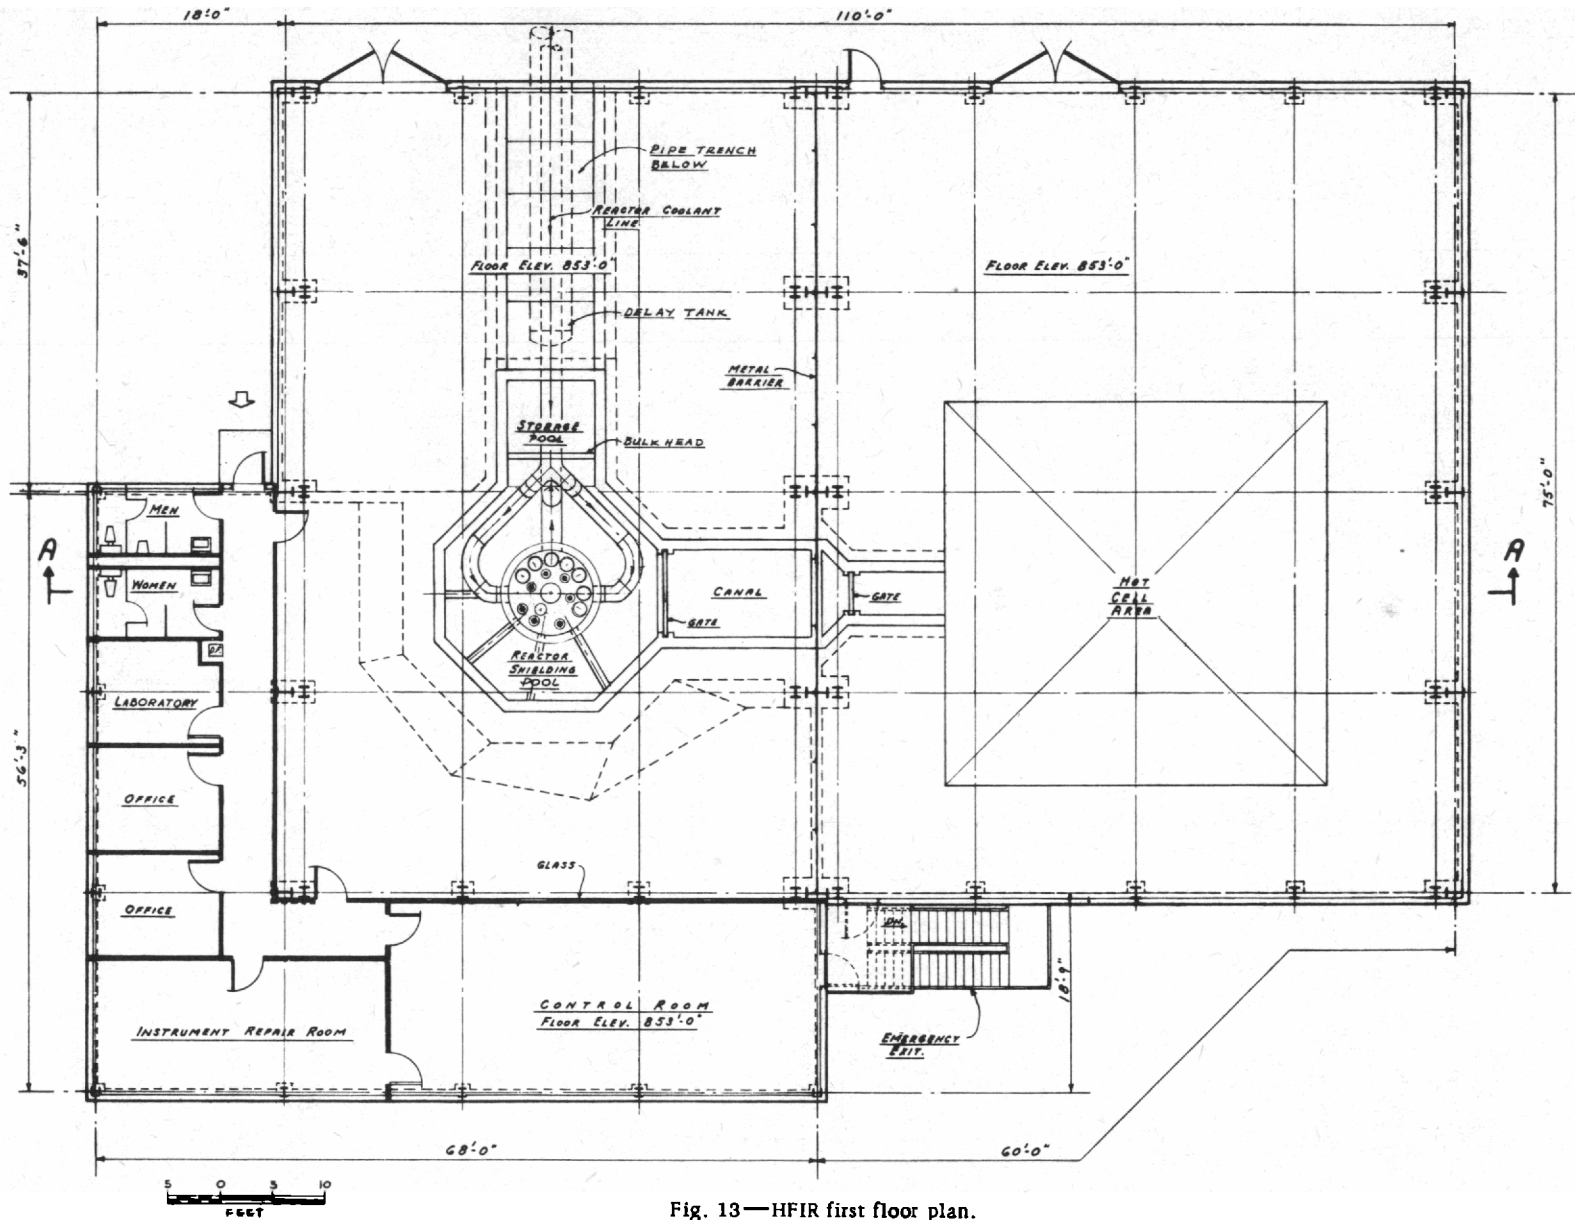 18'-0"
110'-0"
PIPE TRENCH
BELOW
REACTOR COOLANT
LINE
37'-6"
FLOOR ELEV. 853'-0"
FLOOR ELEV. 853'-0"
DELAY TANK
METAL
BARRIER
STORAGE
POOL
BULKHEAD
75'-0"
MEN
A
A
WOMEN
CANAL
HOT
CELL
AREA
GATE
GATE
REACTOR
SHIELDING
POOL
D.F.
LABORATORY
56'-3"
OFFICE
GLASS
OFFICE
DN.
18'-9"
CONTROL ROOM
FLOOR ELEV. 853'-0"
INSTRUMENT REPAIR ROOM
EMERGENCY
EXIT.
68'-0"
60'-0"
5 0 5 10
FEET
Fig. 13—HFIR first floor plan.